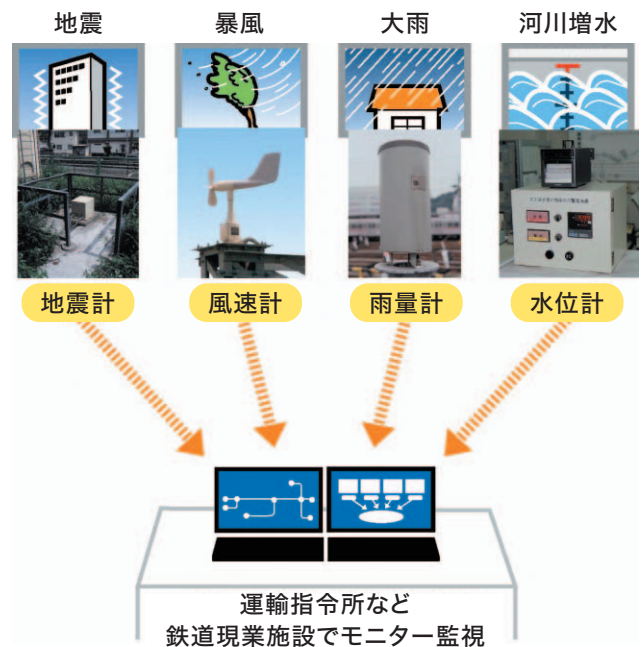 地震
暴風
大雨
河川増水
地震計
風速計
雨量計
水位計
運輸指令所など
鉄道現業施設でモニター監視